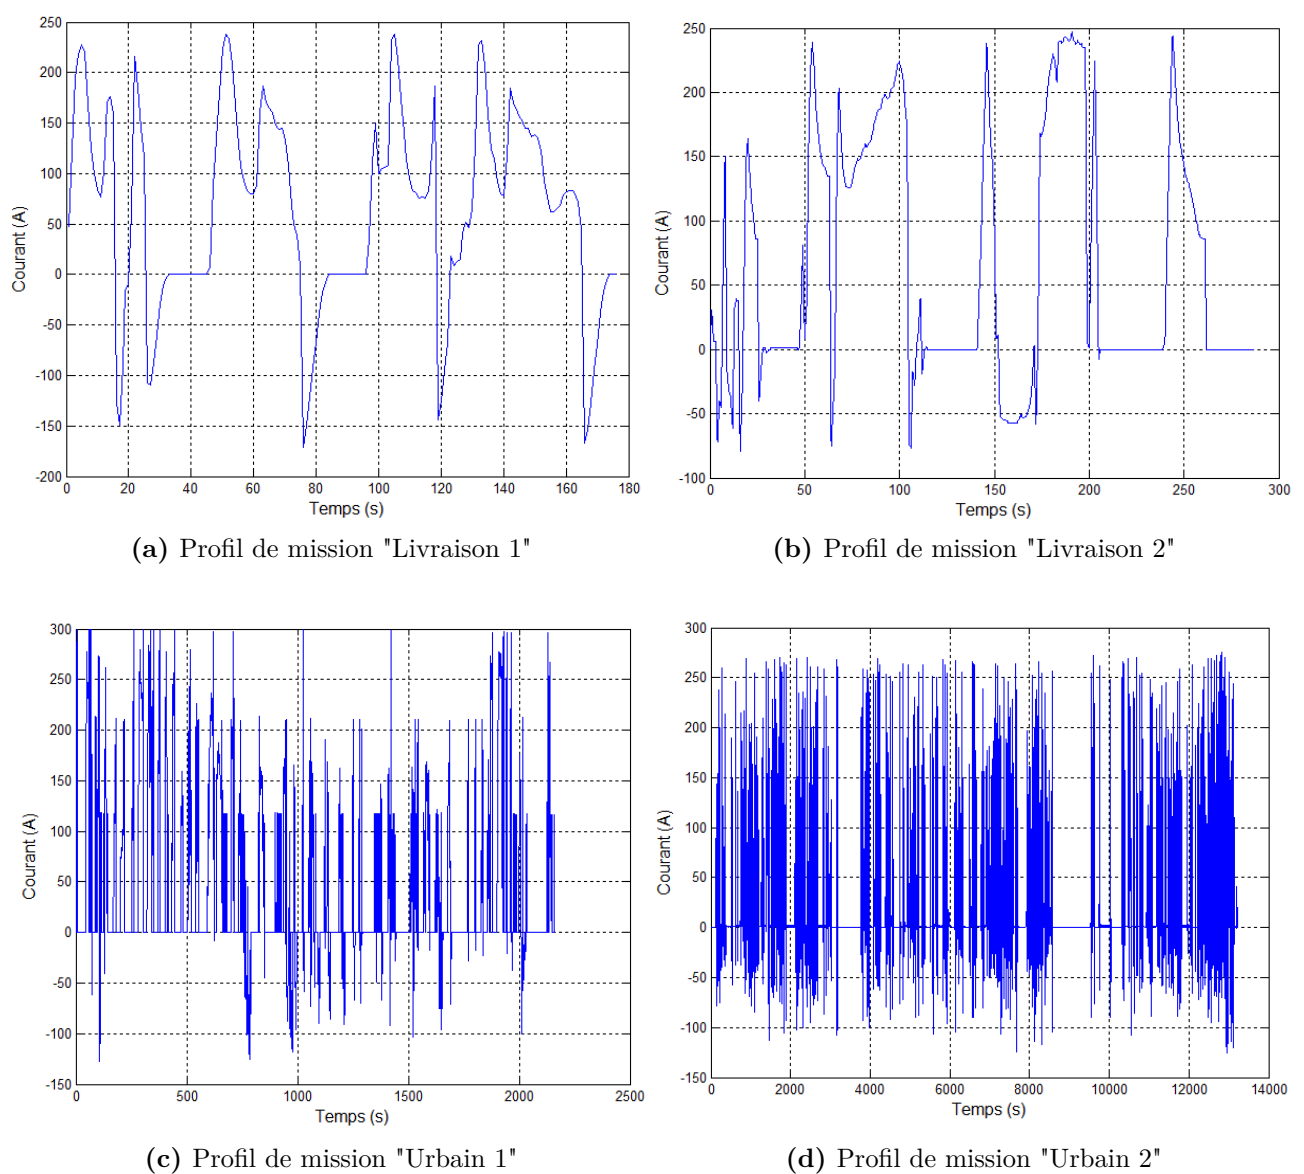 250
200
150
100
50
0
-50
-100
-150
-200
Courant (A)
0 20 40 60 80 100 120 140 160 180
Temps (s)
(a) Profil de mission "Livraison 1"
250
200
150
100
50
0
-50
-100
Courant (A)
0 50 100 150 200 250 300
Temps (s)
(b) Profil de mission "Livraison 2"
300
250
200
150
100
50
0
-50
-100
-150
Courant (A)
0 500 1000 1500 2000 2500
Temps (s)
(c) Profil de mission "Urbain 1"
300
250
200
150
100
50
0
-50
-100
-150
Courant (A)
0 2000 4000 6000 8000 10000 12000 14000
Temps (s)
(d) Profil de mission "Urbain 2"